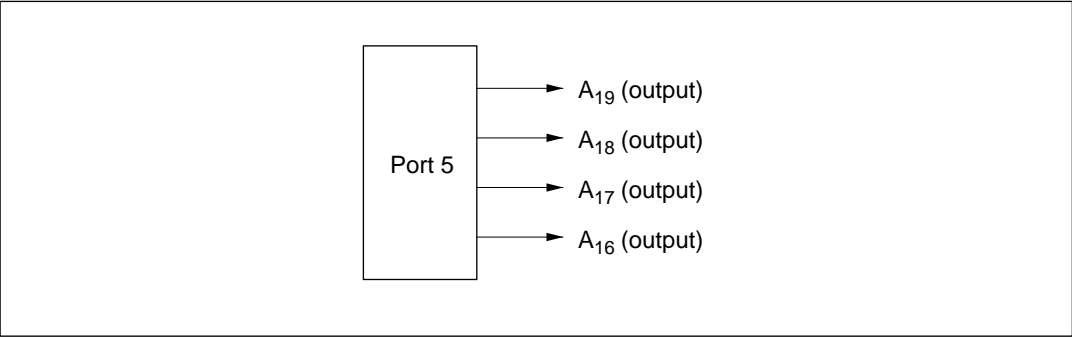 A₁₉ (output)
A₁₈ (output)
Port 5
A₁₇ (output)
A₁₆ (output)